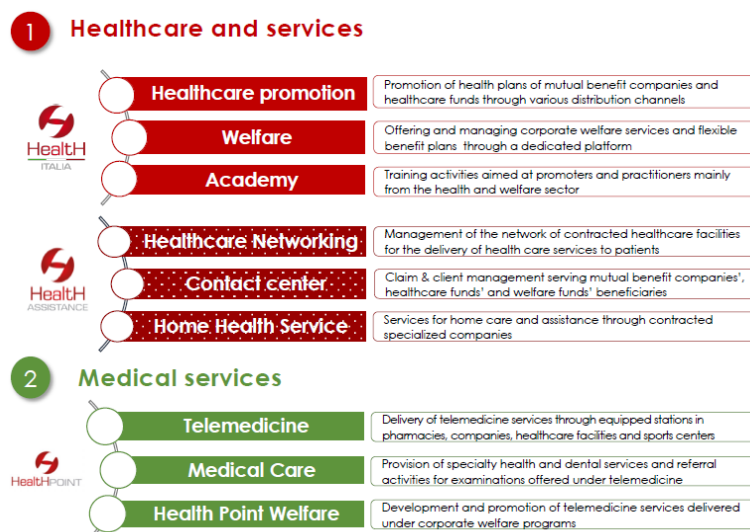 1 Healthcare and services
HealtH
ITALIA
Healthcare promotion
Promotion of health plans of mutual benefit companies and
healthcare funds through various distribution channels
Welfare
Offering and managing corporate welfare services and flexible
benefit plans through a dedicated platform
Academy
Training activities aimed at promoters and practitioners mainly
from the health and welfare sector
HealtH
ASSISTANCE
Healthcare Networking
Management of the network of contracted healthcare facilities
for the delivery of health care services to patients
Contact center
Claim & client management serving mutual benefit companies',
healthcare funds' and welfare funds' beneficiaries
Home Health Service
Services for home care and assistance through contracted
specialized companies
2 Medical services
HealtHPOINT
Telemedicine
Delivery of telemedicine services through equipped stations in
pharmacies, companies, healthcare facilities and sports centers
Medical Care
Provision of specialty health and dental services and referral
activities for examinations offered under telemedicine
Health Point Welfare
Development and promotion of telemedicine services delivered
under corporate welfare programs